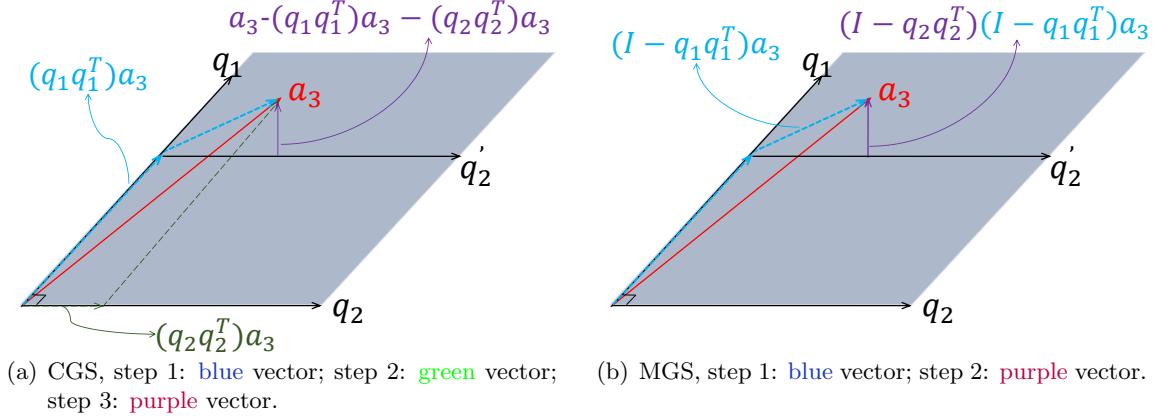 a₃-(q₁q₁ᵀ)a₃ − (q₂q₂ᵀ)a₃
q₁
(q₁q₁ᵀ)a₃
a₃
q₂'
q₂
(q₂q₂ᵀ)a₃
(a) CGS, step 1: blue vector; step 2: green vector;
step 3: purple vector.
(I − q₂q₂ᵀ)(I − q₁q₁ᵀ)a₃
(I − q₁q₁ᵀ)a₃
q₁
a₃
q₂'
q₂
(b) MGS, step 1: blue vector; step 2: purple vector.